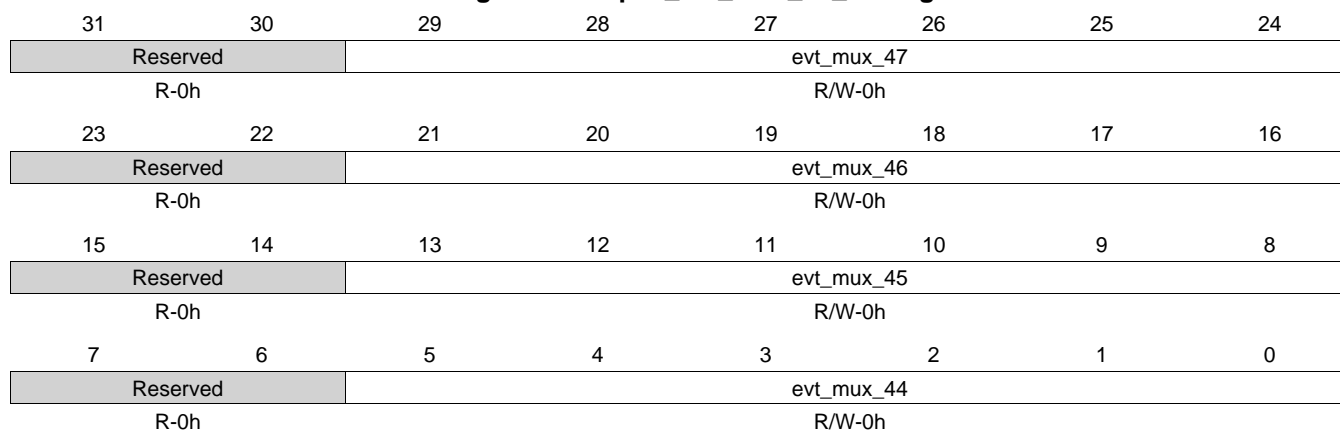 31 30 29 28 27 26 25 24
Reserved evt_mux_47
R-0h R/W-0h
23 22 21 20 19 18 17 16
Reserved evt_mux_46
R-0h R/W-0h
15 14 13 12 11 10 9 8
Reserved evt_mux_45
R-0h R/W-0h
7 6 5 4 3 2 1 0
Reserved evt_mux_44
R-0h R/W-0h